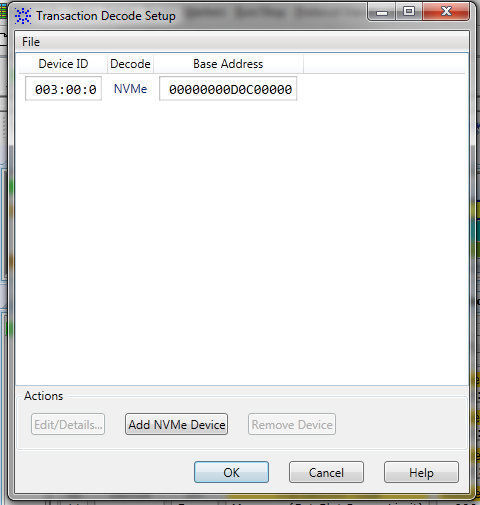 Transaction Decode Setup
File
Device ID Decode Base Address
003:00:0 NVMe 00000000D0C00000
Actions
Edit/Details... Add NVMe Device Remove Device
OK Cancel Help